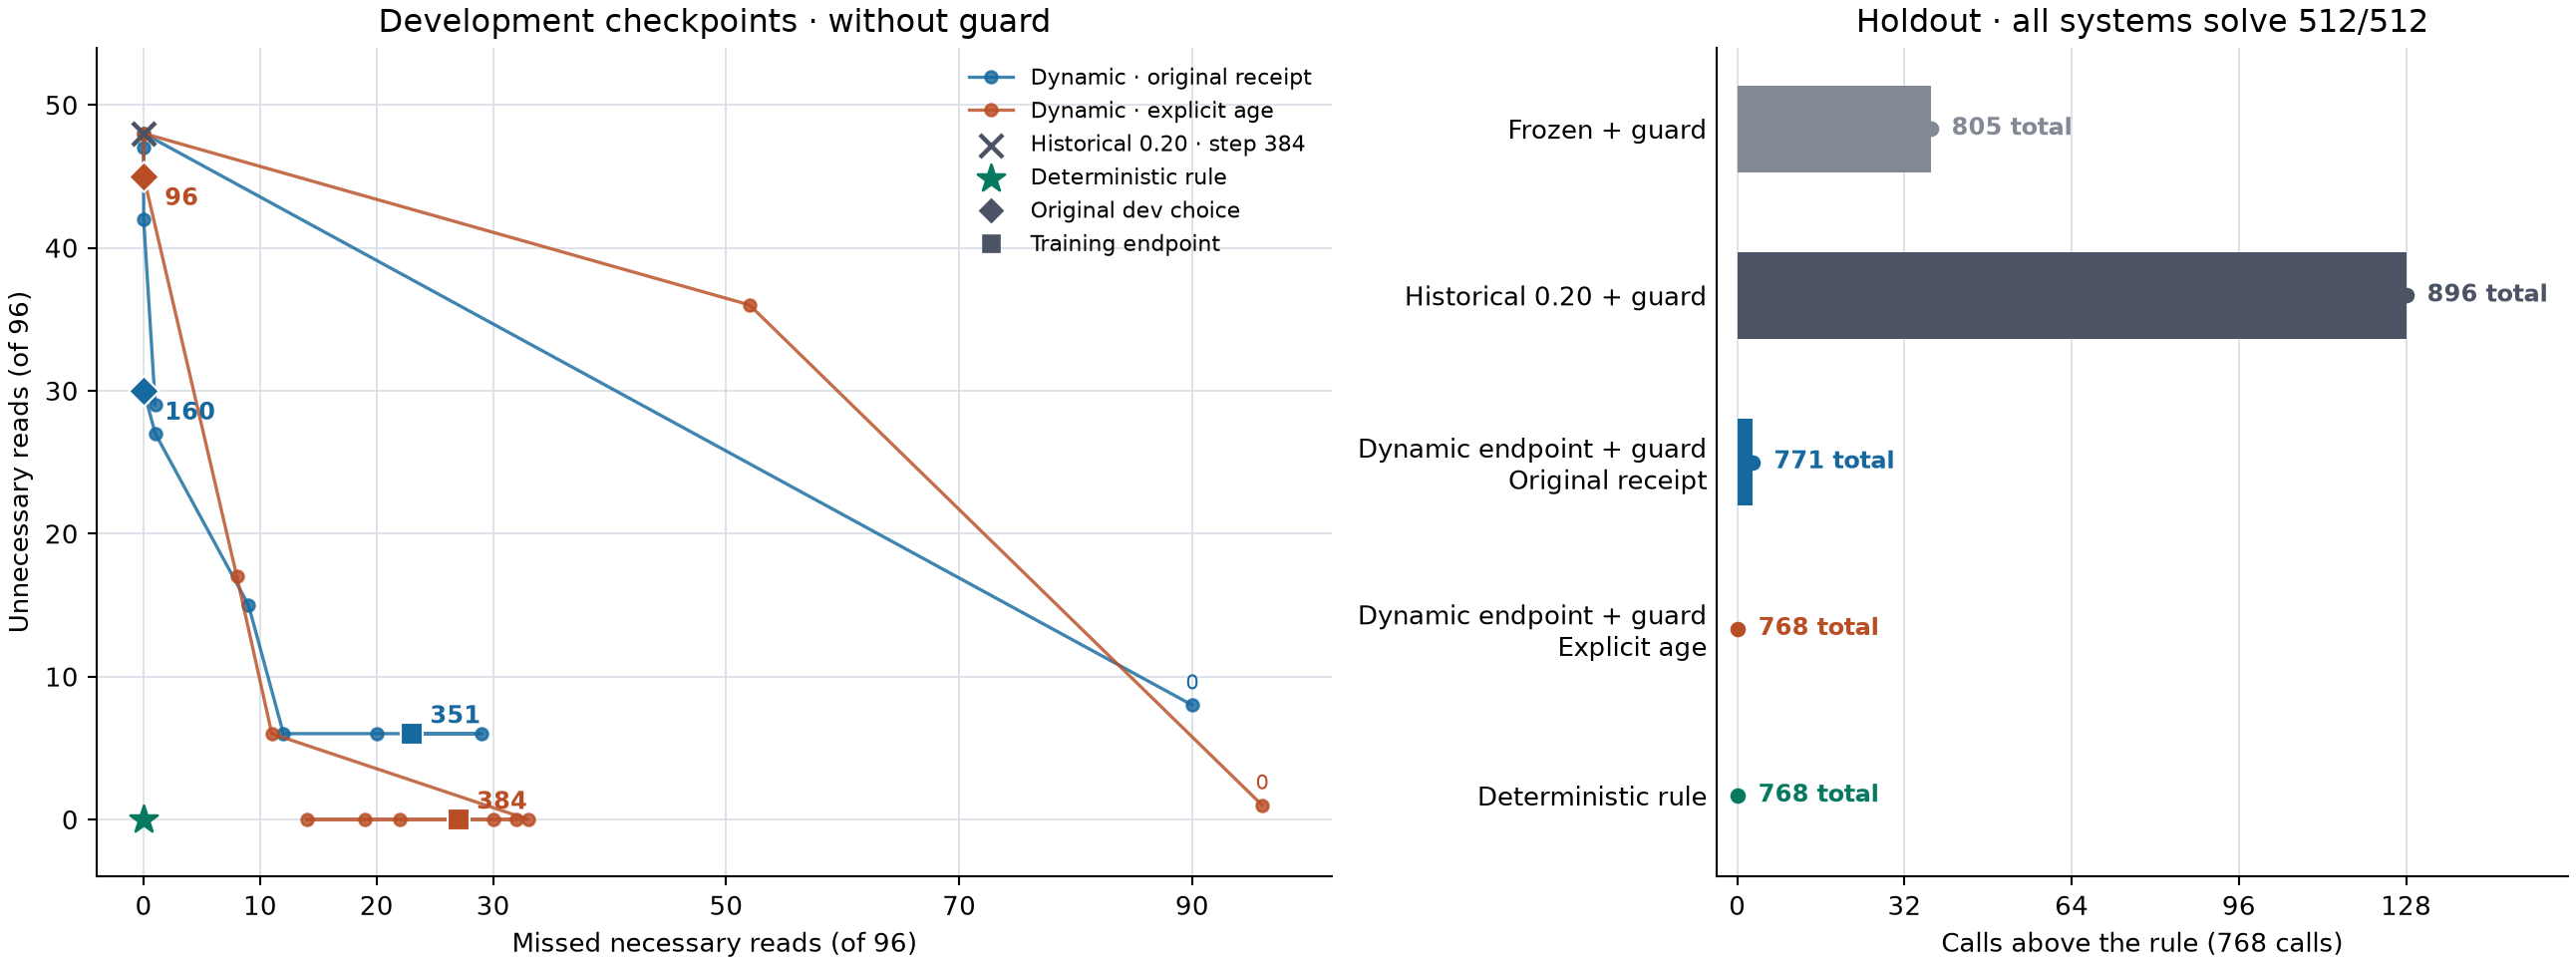 Development checkpoints · without guard
Dynamic · original receipt
Dynamic · explicit age
Historical 0.20 · step 384
Deterministic rule
Original dev choice
Training endpoint
Unnecessary reads (of 96)
50
40
30
20
10
0
96
160
351
384
0
0
0
10
20
30
50
70
90
Missed necessary reads (of 96)
Holdout · all systems solve 512/512
Frozen + guard
805 total
Historical 0.20 + guard
896 total
Dynamic endpoint + guard
Original receipt
771 total
Dynamic endpoint + guard
Explicit age
768 total
Deterministic rule
768 total
0
32
64
96
128
Calls above the rule (768 calls)